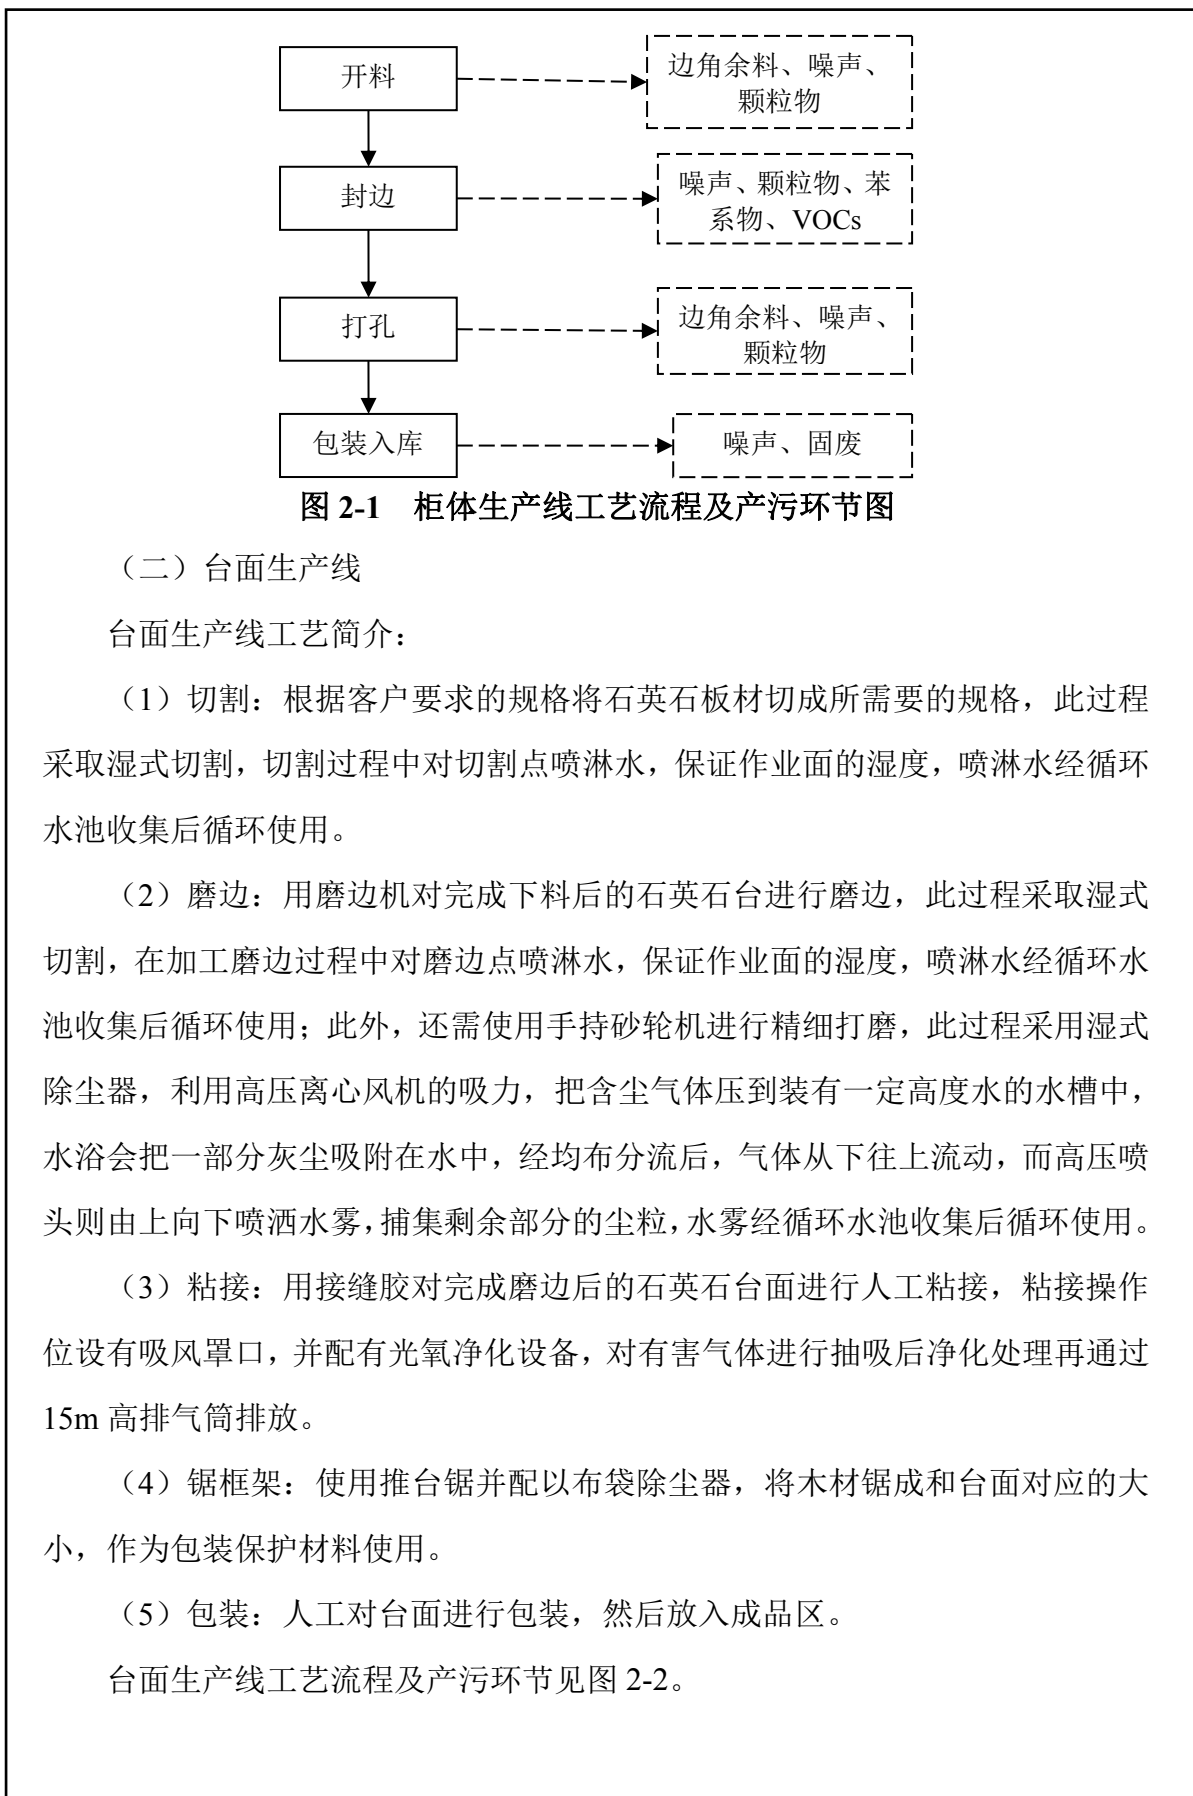 开料
边角余料、噪声、
颗粒物
封边
噪声、颗粒物、苯
系物、VOCs
打孔
边角余料、噪声、
颗粒物
包装入库
噪声、固废
图 2-1 柜体生产线工艺流程及产污环节图
（二）台面生产线
台面生产线工艺简介：
（1）切割：根据客户要求的规格将石英石板材切成所需要的规格，此过程
采取湿式切割，切割过程中对切割点喷淋水，保证作业面的湿度，喷淋水经循环
水池收集后循环使用。
（2）磨边：用磨边机对完成下料后的石英石台进行磨边，此过程采取湿式
切割，在加工磨边过程中对磨边点喷淋水，保证作业面的湿度，喷淋水经循环水
池收集后循环使用；此外，还需使用手持砂轮机进行精细打磨，此过程采用湿式
除尘器，利用高压离心风机的吸力，把含尘气体压到装有一定高度水的水槽中，
水浴会把一部分灰尘吸附在水中，经均布分流后，气体从下往上流动，而高压喷
头则由上向下喷洒水雾，捕集剩余部分的尘粒，水雾经循环水池收集后循环使用。
（3）粘接：用接缝胶对完成磨边后的石英石台面进行人工粘接，粘接操作
位设有吸风罩口，并配有光氧净化设备，对有害气体进行抽吸后净化处理再通过
15m 高排气筒排放。
（4）锯框架：使用推台锯并配以布袋除尘器，将木材锯成和台面对应的大
小，作为包装保护材料使用。
（5）包装：人工对台面进行包装，然后放入成品区。
台面生产线工艺流程及产污环节见图 2-2。